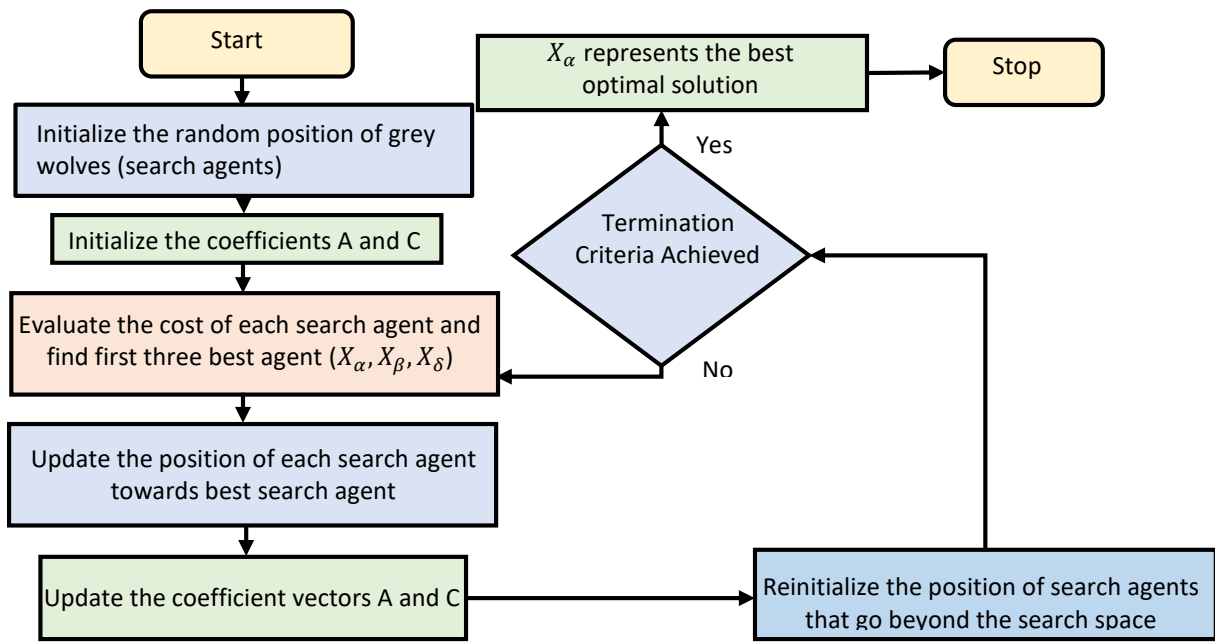 Start
Initialize the random position of grey
wolves (search agents)
Initialize the coefficients A and C
Evaluate the cost of each search agent and
find first three best agent (𝑋𝛼, 𝑋𝛽, 𝑋𝛿)
Update the position of each search agent
towards best search agent
Update the coefficient vectors A and C
Reinitialize the position of search agents
that go beyond the search space
Termination
Criteria Achieved
No
Yes
𝑋𝛼 represents the best
optimal solution
Stop